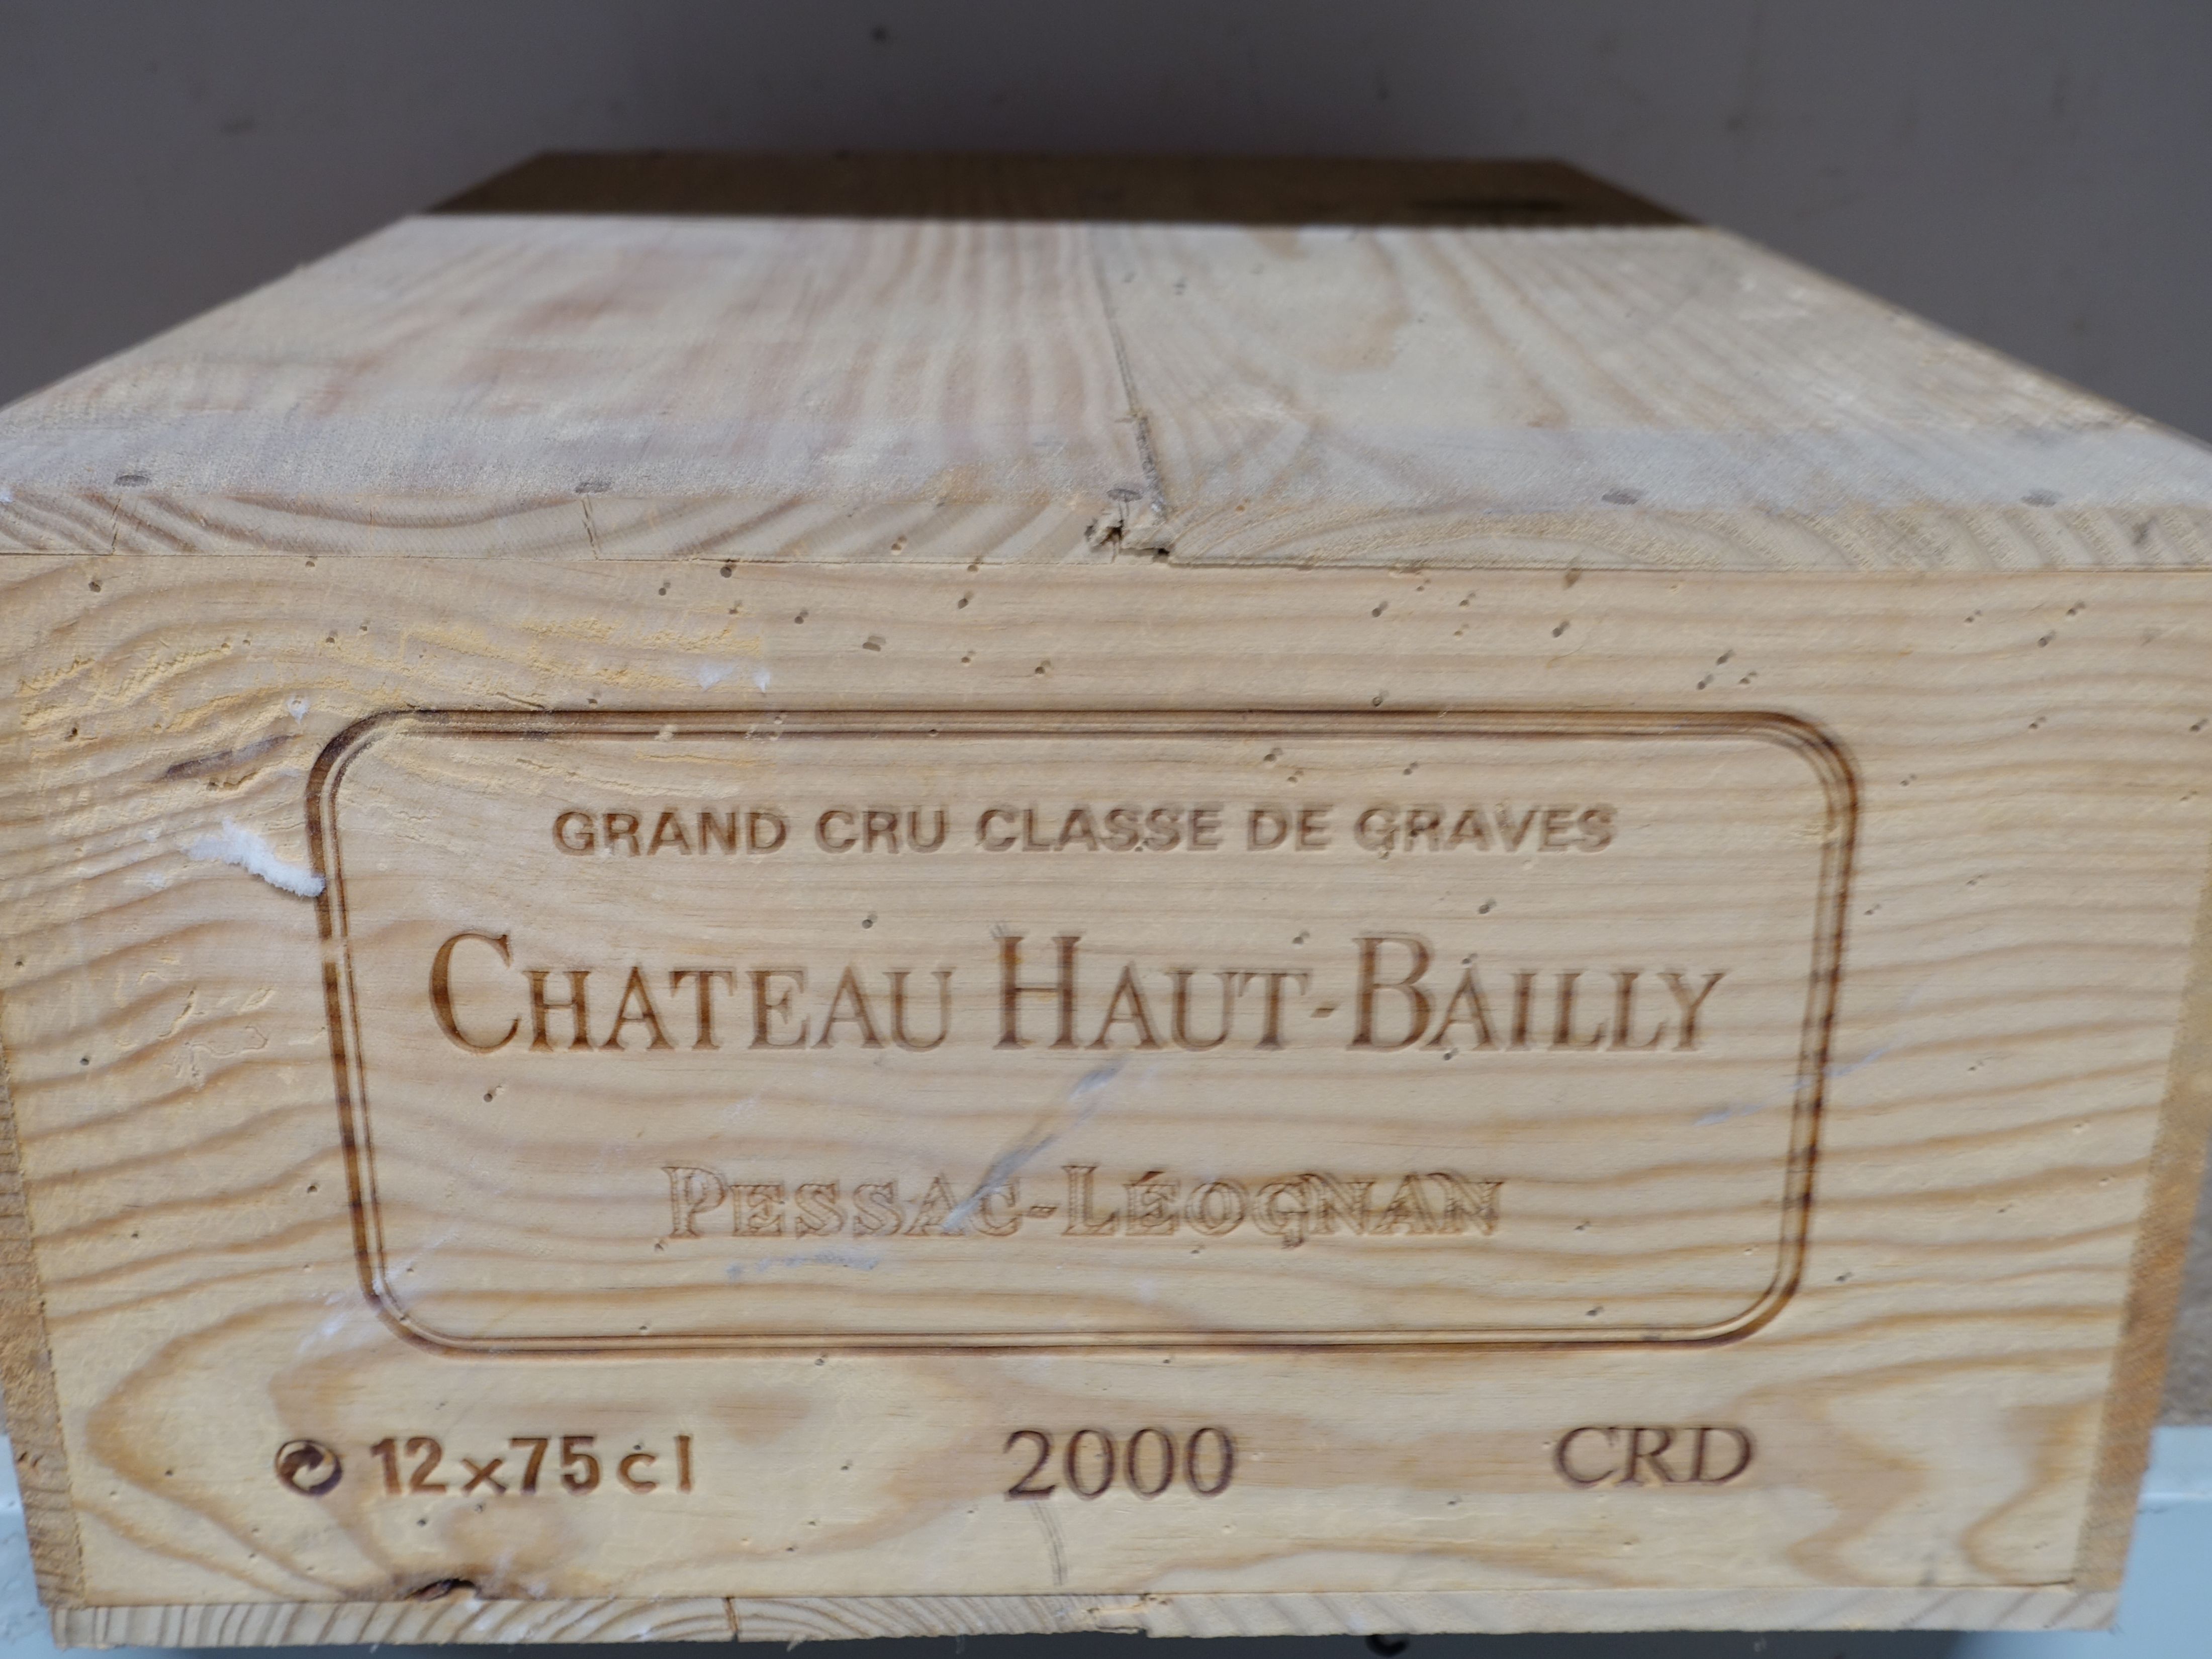 GRAND CRU CLASSE DE GRAVES
CHATEAU HAUT-BAILLY
PESSAC-LÉOGNAN
12x75cl 2000 CRD